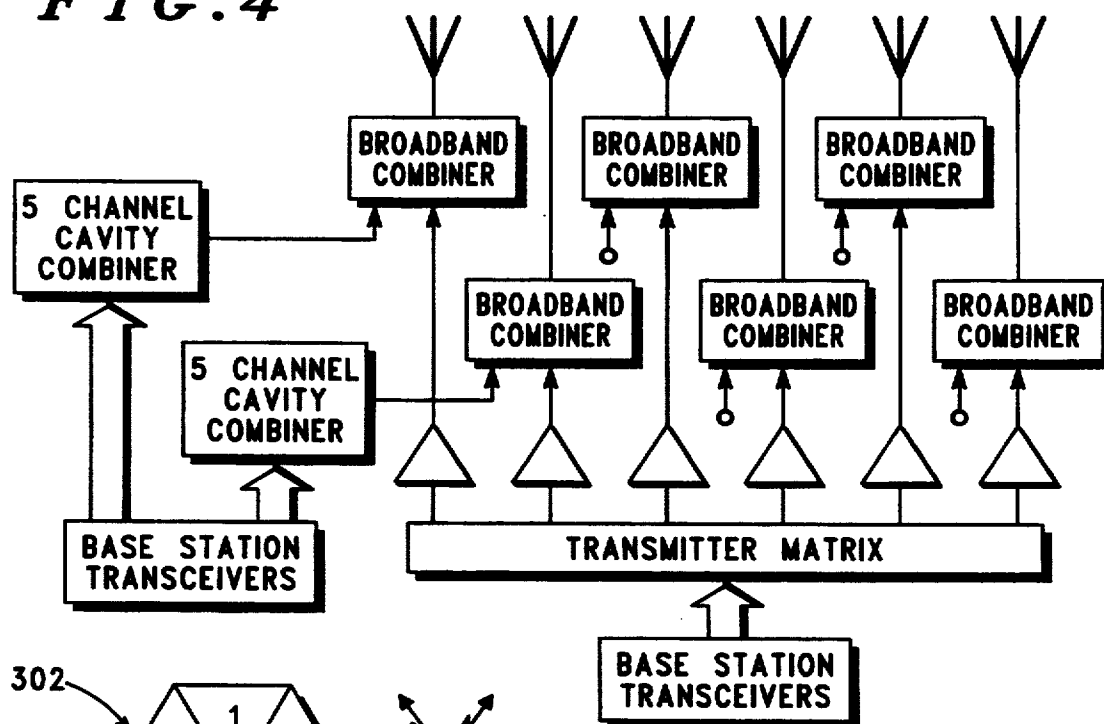 FIG.4
BROADBAND
COMBINER
BROADBAND
COMBINER
BROADBAND
COMBINER
5 CHANNEL
CAVITY
COMBINER
BROADBAND
COMBINER
BROADBAND
COMBINER
BROADBAND
COMBINER
5 CHANNEL
CAVITY
COMBINER
BASE STATION
TRANSCEIVERS
TRANSMITTER MATRIX
BASE STATION
TRANSCEIVERS
302
1